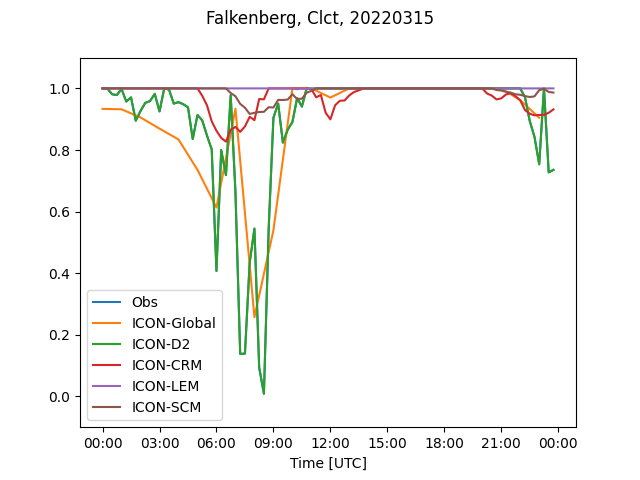 Falkenberg, Clct, 20220315
1.0
0.8
0.6
0.4
0.2
0.0
Obs
ICON-Global
ICON-D2
ICON-CRM
ICON-LEM
ICON-SCM
00:00 03:00 06:00 09:00 12:00 15:00 18:00 21:00 00:00
Time [UTC]